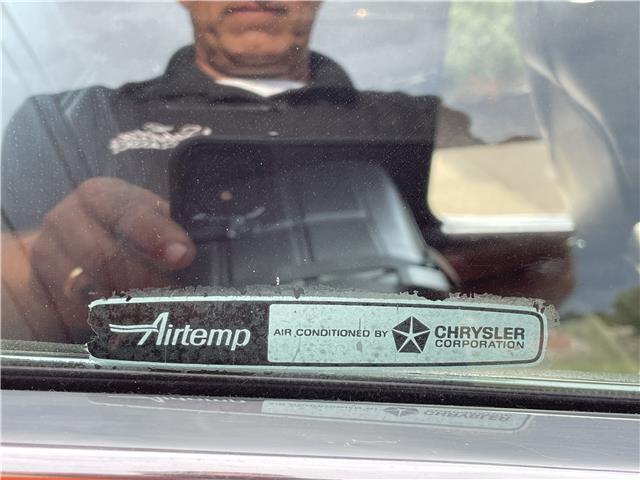 Airtemp
AIR CONDITIONED BY
CHRYSLER
CORPORATION